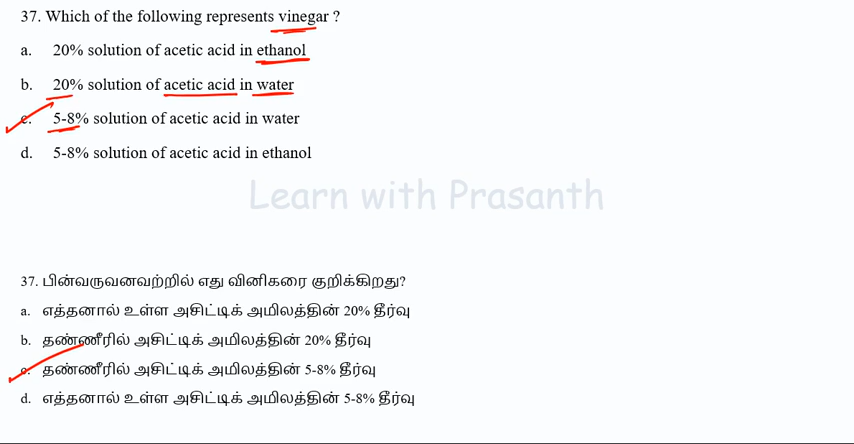 37. Which of the following represents vinegar ?
a. 20% solution of acetic acid in ethanol
b. 20% solution of acetic acid in water
c. 5-8% solution of acetic acid in water
d. 5-8% solution of acetic acid in ethanol
Learn with Prasanth
37. பின்வருவனவற்றில் எது வினிகரை குறிக்கிறது?
a. எத்தனால் உள்ள அசிட்டிக் அமிலத்தின் 20% தீர்வு
b. தண்ணீரில் அசிட்டிக் அமிலத்தின் 20% தீர்வு
c. தண்ணீரில் அசிட்டிக் அமிலத்தின் 5-8% தீர்வு
d. எத்தனால் உள்ள அசிட்டிக் அமிலத்தின் 5-8% தீர்வு